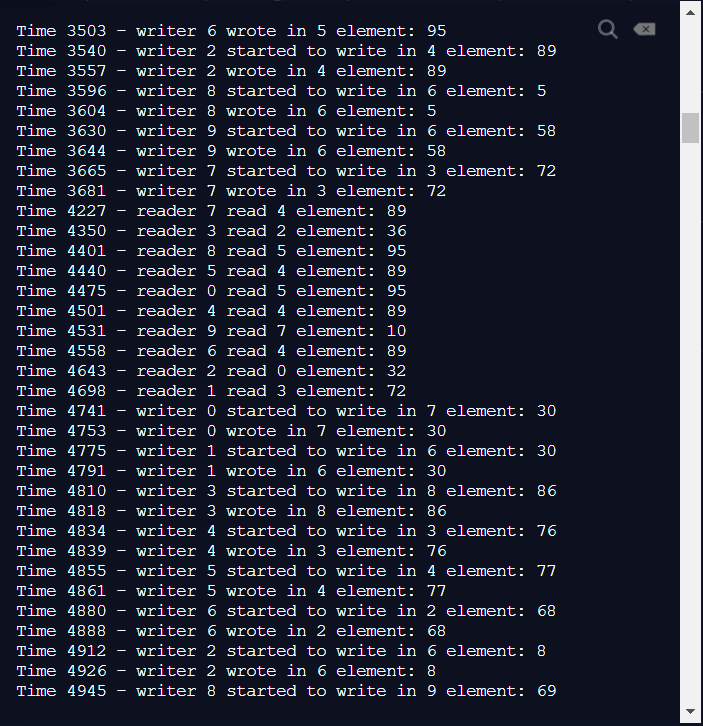 Time 3503 - writer 6 wrote in 5 element: 95
Time 3540 - writer 2 started to write in 4 element: 89
Time 3557 - writer 2 wrote in 4 element: 89
Time 3596 - writer 8 started to write in 6 element: 5
Time 3604 - writer 8 wrote in 6 element: 5
Time 3630 - writer 9 started to write in 6 element: 58
Time 3644 - writer 9 wrote in 6 element: 58
Time 3665 - writer 7 started to write in 3 element: 72
Time 3681 - writer 7 wrote in 3 element: 72
Time 4227 - reader 7 read 4 element: 89
Time 4350 - reader 3 read 2 element: 36
Time 4401 - reader 8 read 5 element: 95
Time 4440 - reader 5 read 4 element: 89
Time 4475 - reader 0 read 5 element: 95
Time 4501 - reader 4 read 4 element: 89
Time 4531 - reader 9 read 7 element: 10
Time 4558 - reader 6 read 4 element: 89
Time 4643 - reader 2 read 0 element: 32
Time 4698 - reader 1 read 3 element: 72
Time 4741 - writer 0 started to write in 7 element: 30
Time 4753 - writer 0 wrote in 7 element: 30
Time 4775 - writer 1 started to write in 6 element: 30
Time 4791 - writer 1 wrote in 6 element: 30
Time 4810 - writer 3 started to write in 8 element: 86
Time 4818 - writer 3 wrote in 8 element: 86
Time 4834 - writer 4 started to write in 3 element: 76
Time 4839 - writer 4 wrote in 3 element: 76
Time 4855 - writer 5 started to write in 4 element: 77
Time 4861 - writer 5 wrote in 4 element: 77
Time 4880 - writer 6 started to write in 2 element: 68
Time 4888 - writer 6 wrote in 2 element: 68
Time 4912 - writer 2 started to write in 6 element: 8
Time 4926 - writer 2 wrote in 6 element: 8
Time 4945 - writer 8 started to write in 9 element: 69